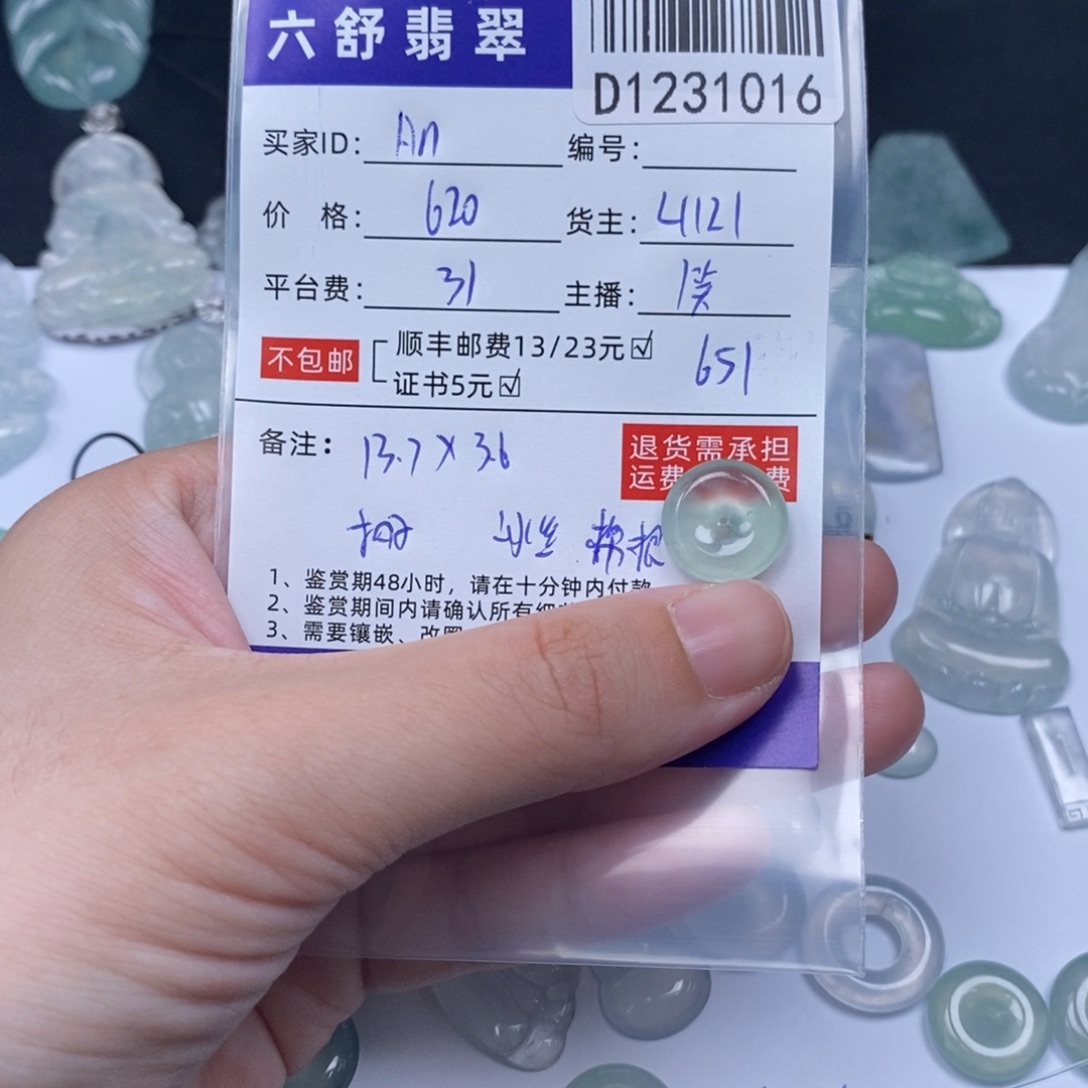 六舒翡翠
D1231016
买家ID: An 编号:
价 格: 620 货主: 4121
平台费: 31 主播:
不包邮 顺丰邮费13/23元☑ 651
证书5元☑
备注: 13.7×3.6
退货需承担
运费 费
1、鉴赏期48小时，请在十分钟内付款
2、鉴赏期间内请确认所有细
3、需要镶嵌、改圈